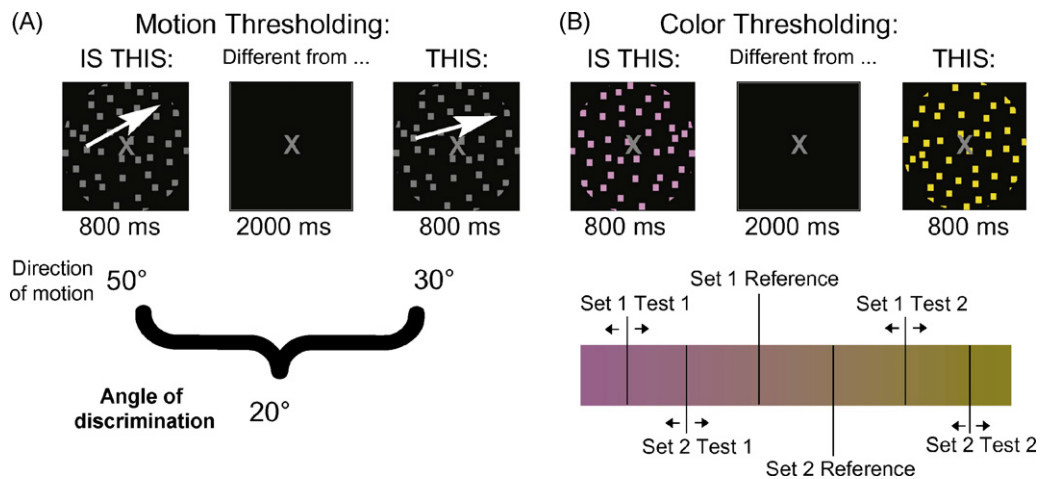 (A) Motion Thresholding:
IS THIS: Different from ... THIS:
X X X
800 ms 2000 ms 800 ms
Direction of motion 50° 30°
Angle of discrimination 20°
(B) Color Thresholding:
IS THIS: Different from ... THIS:
X X X
800 ms 2000 ms 800 ms
Set 1 Reference
Set 1 Test 1 Set 1 Test 2
Set 2 Test 1 Set 2 Test 2
Set 2 Reference